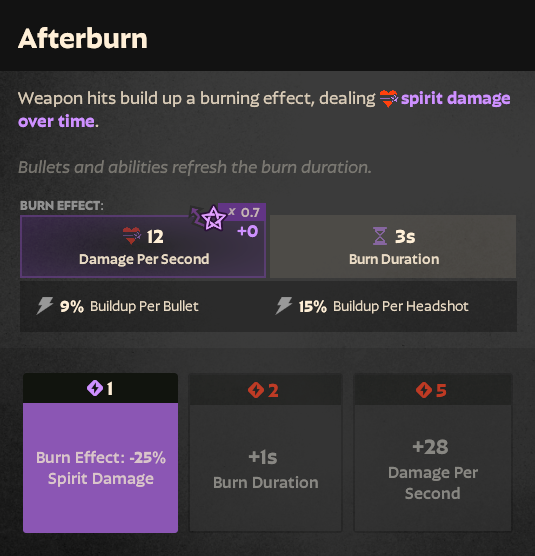 Afterburn
Weapon hits build up a burning effect, dealing spirit damage
over time.
Bullets and abilities refresh the burn duration.
BURN EFFECT:
x 0.7
+0
12
Damage Per Second
3s
Burn Duration
9% Buildup Per Bullet
15% Buildup Per Headshot
1
Burn Effect: -25%
Spirit Damage
2
+1s
Burn Duration
5
+28
Damage Per
Second